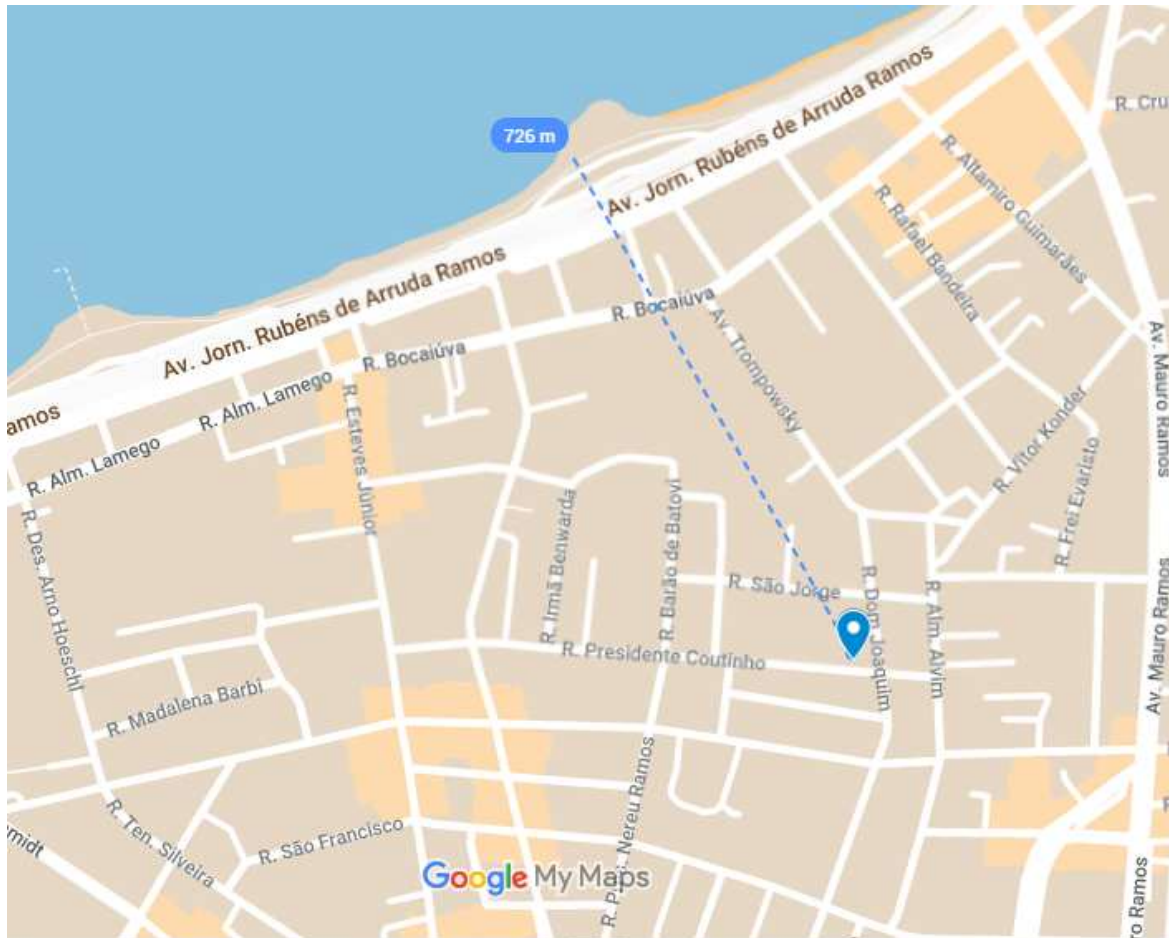 R. Cru
726 m
Av. Jorn. Rubéns de Arruda Ramos
R. Altamiro Guimarães
R. Rafael Bandeira
Av. Jorn. Rubéns de Arruda Ramos
R. Bocaiúva
Av. Trompowsky
R. Bocaiúva
Av. Mauro Ramos
R. Alm. Lamego
amos
R. Esteves Júnior
R. Vitor Konder
R. Alm. Lamego
R. Frei Evaristo
R. Des. Arno Hoeschl
R. Irmã Benwarda
R. Barão de Batovi
R. São Jorge
R. Dom Joaquim
R. Alm. Alvim
Av. Mauro Ramos
R. Presidente Coutinho
R. Madalena Barbi
R. Ten. Silveira
R. São Francisco
Nereu Ramos
midt
Google My Maps
ro Ramos